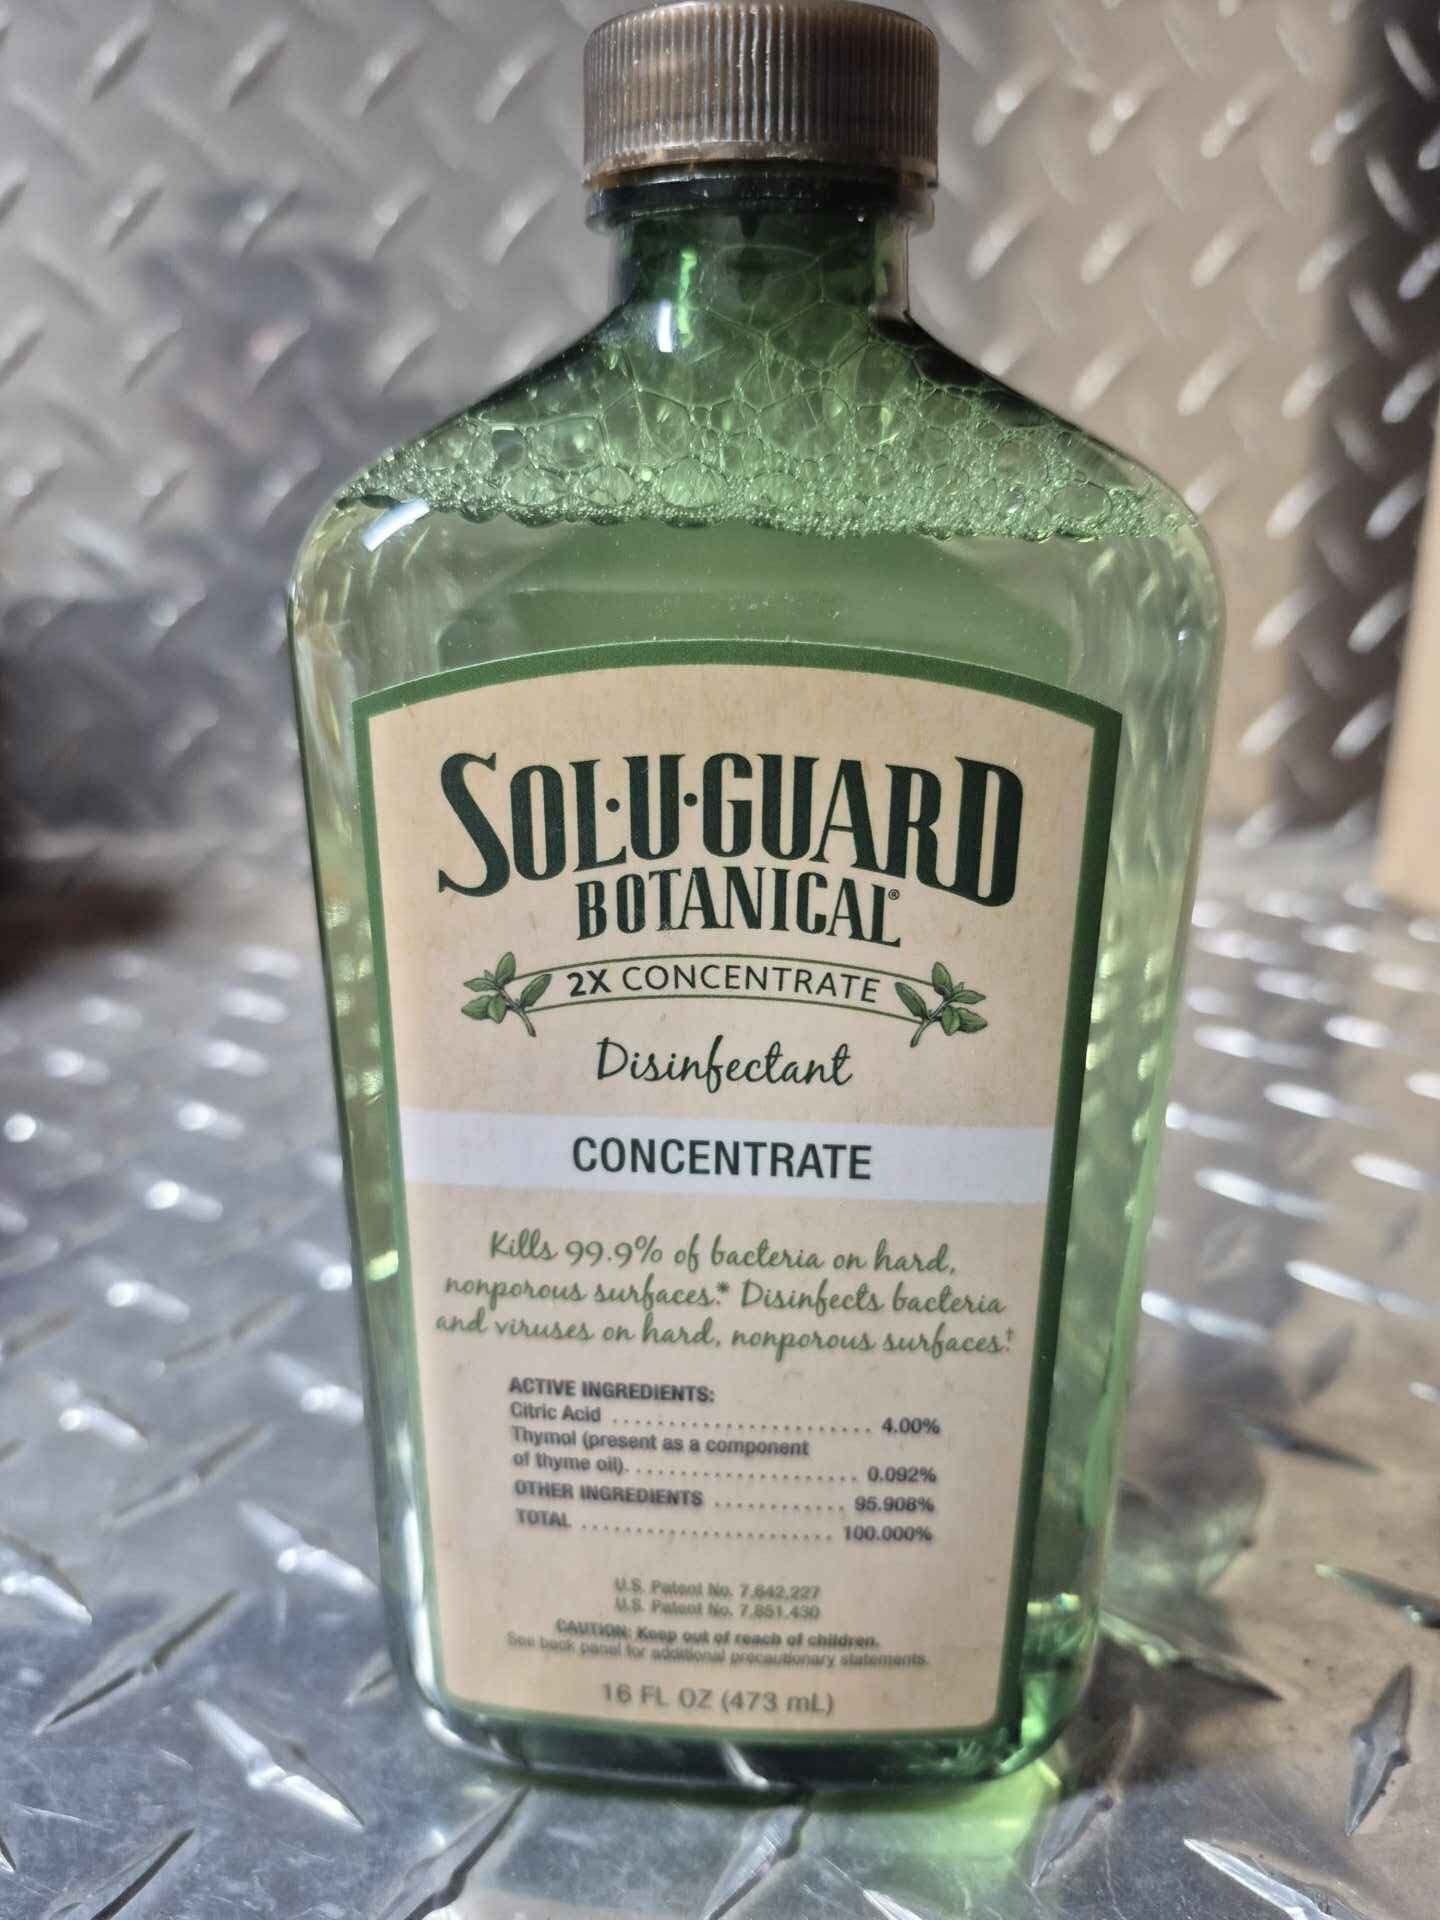 SOL·U·GUARD
BOTANICAL®
2X CONCENTRATE
Disinfectant
CONCENTRATE
Kills 99.9% of bacteria on hard,
nonporous surfaces.* Disinfects bacteria
and viruses on hard, nonporous surfaces.†
ACTIVE INGREDIENTS:
Citric Acid ........................ 4.00%
Thymol (present as a component
of thyme oil)..................... 0.092%
OTHER INGREDIENTS ............ 95.908%
TOTAL ........................ 100.000%
U.S. Patent No. 7,642,227
U.S. Patent No. 7,851,430
CAUTION: Keep out of reach of children.
See back panel for additional precautionary statements.
16 FL OZ (473 mL)